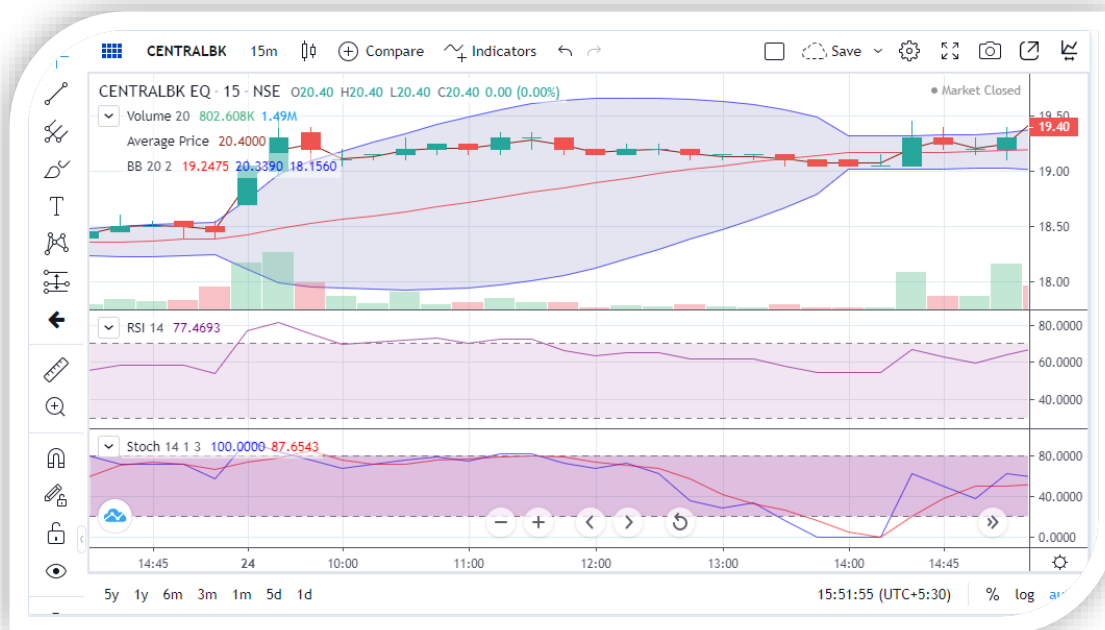 CENTRALBK 15m Compare Indicators Save
CENTRALBK EQ · 15 · NSE O20.40 H20.40 L20.40 C20.40 0.00 (0.00%) Market Closed
Volume 20 802.608K 1.49M
Average Price 20.4000
BB 20 2 19.2475 20.3390 18.1560
19.50
19.40
19.00
18.50
18.00
RSI 14 77.4693
80.0000
60.0000
40.0000
Stoch 14 1 3 100.0000 87.6543
80.0000
40.0000
0.0000
14:45 24 10:00 11:00 12:00 13:00 14:00 14:45
5y 1y 6m 3m 1m 5d 1d 15:51:55 (UTC+5:30) % log